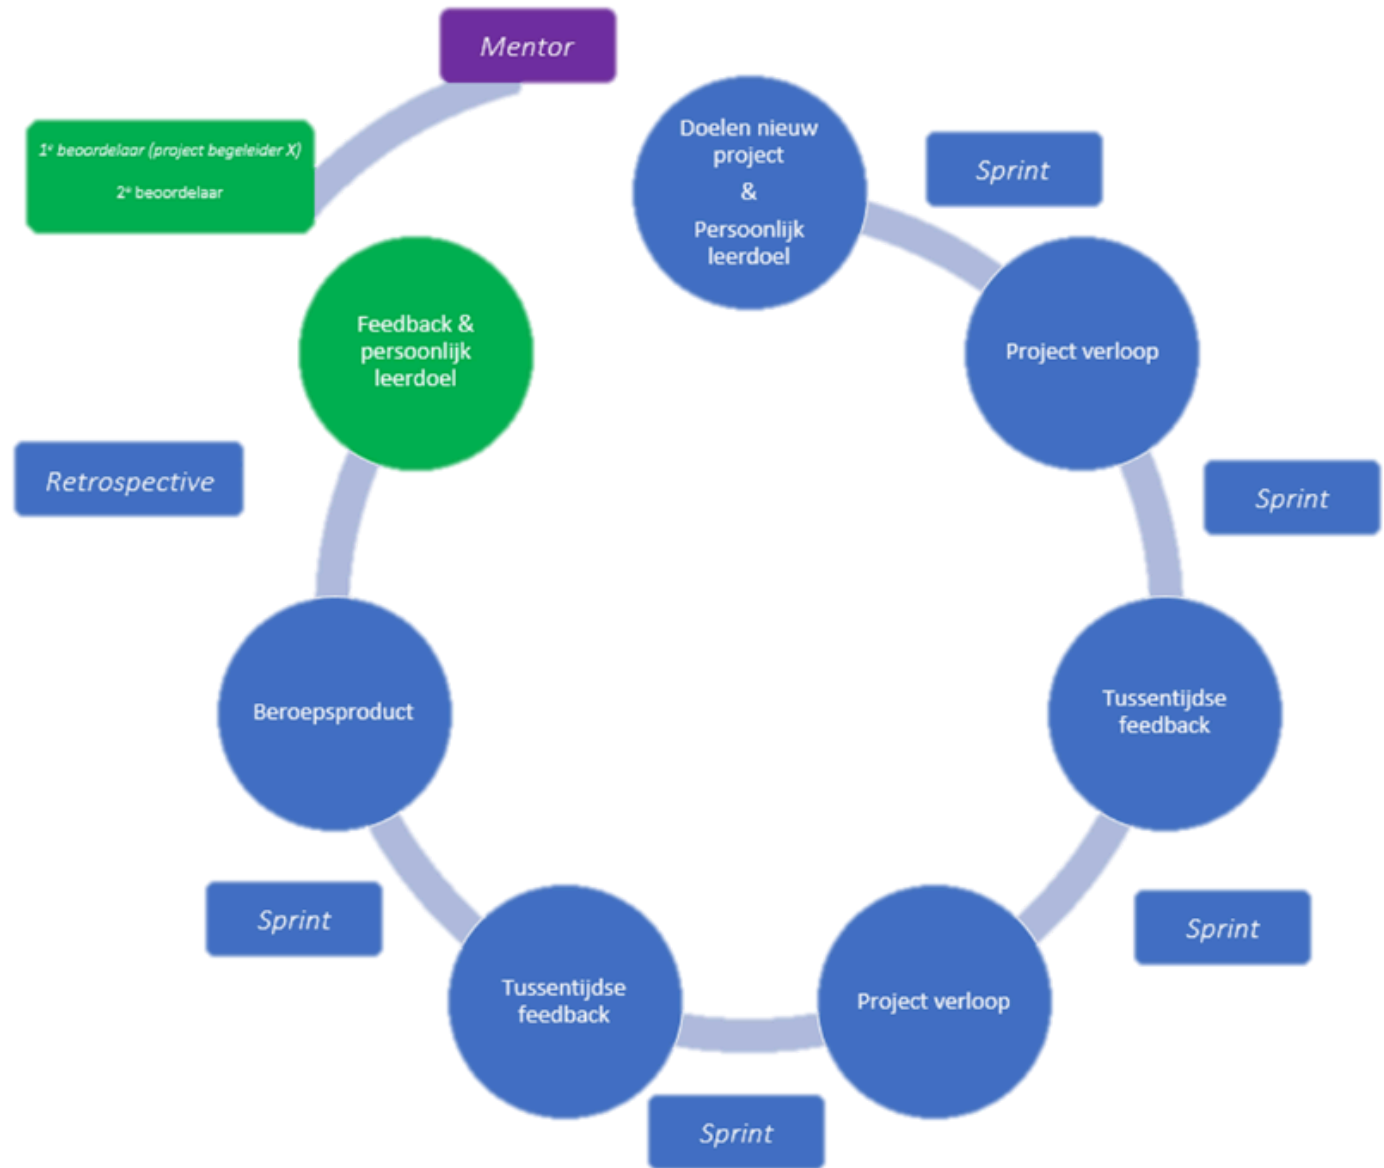 Mentor
1e beoordelaar (project begeleider X)
2e beoordelaar
Doelen nieuw
project
&
Persoonlijk
leerdoel
Sprint
Project verloop
Sprint
Tussentijdse
feedback
Sprint
Project verloop
Sprint
Tussentijdse
feedback
Sprint
Beroepsproduct
Retrospective
Feedback &
persoonlijk
leerdoel